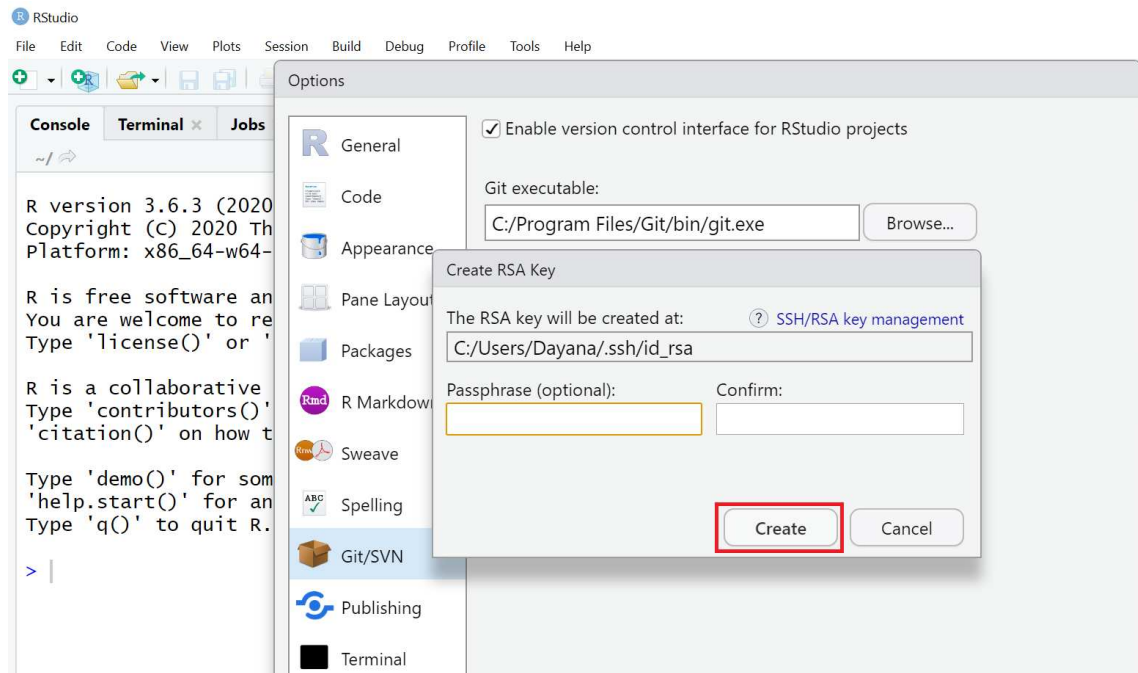 RStudio
File Edit Code View Plots Session Build Debug Profile Tools Help
Options
Console Terminal Jobs
~/
R version 3.6.3 (2020
Copyright (C) 2020 Th
Platform: x86_64-w64-
R is free software an
You are welcome to re
Type 'license()' or '
R is a collaborative
Type 'contributors()'
'citation()' on how t
Type 'demo()' for som
'help.start()' for an
Type 'q()' to quit R.
>
General
Code
Appearance
Pane Layout
Packages
Rmd R Markdow
Rnw Sweave
ABC Spelling
Git/SVN
Publishing
Terminal
Enable version control interface for RStudio projects
Git executable:
C:/Program Files/Git/bin/git.exe Browse...
Create RSA Key
The RSA key will be created at: ? SSH/RSA key management
C:/Users/Dayana/.ssh/id_rsa
Passphrase (optional): Confirm:
Create Cancel